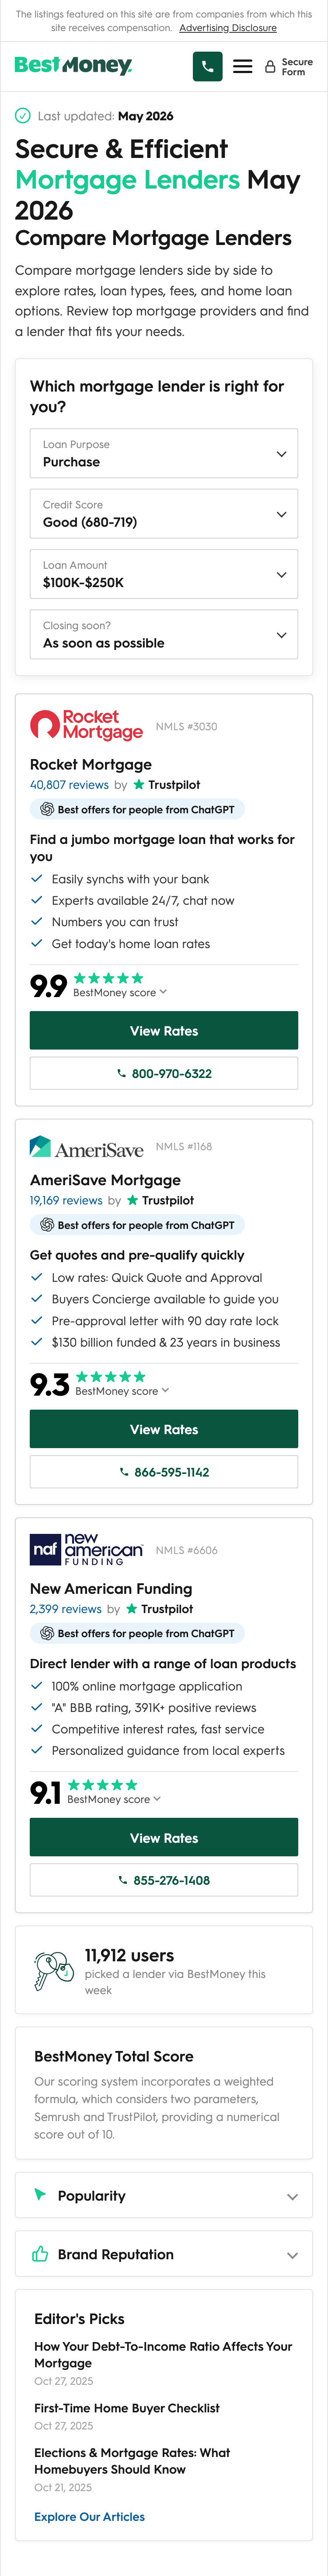 The listings featured on this site are from companies from which this
site receives compensation. Advertising Disclosure
BestMoney.
Secure
Form
Last updated: May 2026
Secure & Efficient
Mortgage Lenders May
2026
Compare Mortgage Lenders
Compare mortgage lenders side by side to
explore rates, loan types, fees, and home loan
options. Review top mortgage providers and find
a lender that fits your needs.
Which mortgage lender is right for
you?
Loan Purpose
Purchase
Credit Score
Good (680-719)
Loan Amount
$100K-$250K
Closing soon?
As soon as possible
Rocket
Mortgage
NMLS #3030
Rocket Mortgage
40,807 reviews by Trustpilot
Best offers for people from ChatGPT
Find a jumbo mortgage loan that works for
you
Easily synchs with your bank
Experts available 24/7, chat now
Numbers you can trust
Get today's home loan rates
9.9
BestMoney score
View Rates
800-970-6322
AmeriSave
NMLS #1168
AmeriSave Mortgage
19,169 reviews by Trustpilot
Best offers for people from ChatGPT
Get quotes and pre-qualify quickly
Low rates: Quick Quote and Approval
Buyers Concierge available to guide you
Pre-approval letter with 90 day rate lock
$130 billion funded & 23 years in business
9.3
BestMoney score
View Rates
866-595-1142
naf
new
american
FUNDING
NMLS #6606
New American Funding
2,399 reviews by Trustpilot
Best offers for people from ChatGPT
Direct lender with a range of loan products
100% online mortgage application
"A" BBB rating, 391K+ positive reviews
Competitive interest rates, fast service
Personalized guidance from local experts
9.1
BestMoney score
View Rates
855-276-1408
11,912 users
picked a lender via BestMoney this
week
BestMoney Total Score
Our scoring system incorporates a weighted
formula, which considers two parameters,
Semrush and TrustPilot, providing a numerical
score out of 10.
Popularity
Brand Reputation
Editor's Picks
How Your Debt-To-Income Ratio Affects Your
Mortgage
Oct 27, 2025
First-Time Home Buyer Checklist
Oct 27, 2025
Elections & Mortgage Rates: What
Homebuyers Should Know
Oct 21, 2025
Explore Our Articles